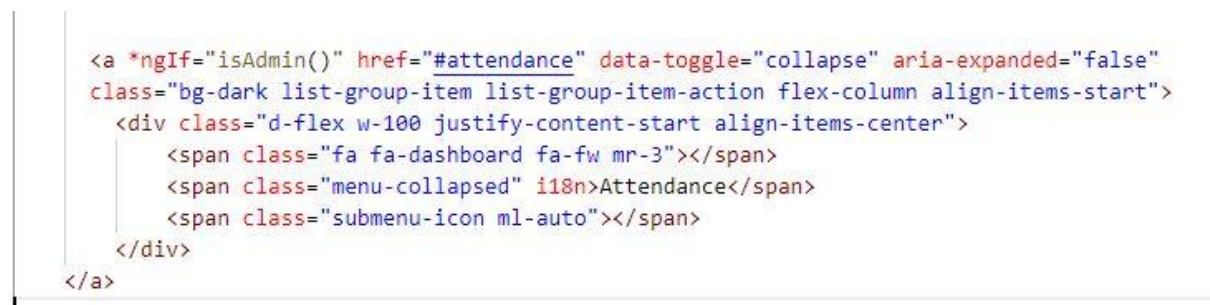 <a *ngIf="isAdmin()" href="#attendance" data-toggle="collapse" aria-expanded="false"
class="bg-dark list-group-item list-group-item-action flex-column align-items-start">
<div class="d-flex w-100 justify-content-start align-items-center">
<span class="fa fa-dashboard fa-fw mr-3"></span>
<span class="menu-collapsed" i18n>Attendance</span>
<span class="submenu-icon ml-auto"></span>
</div>
</a>